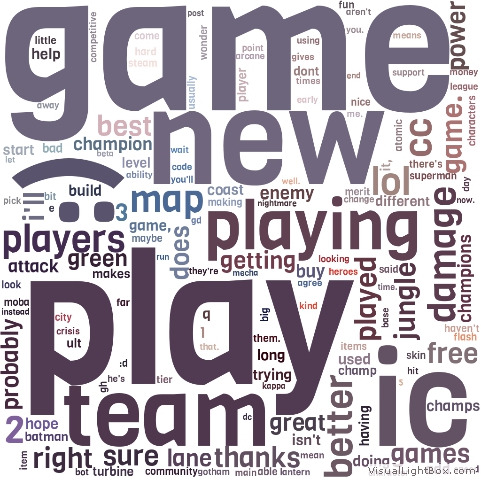 game
new
play
playing
team
ic
post
fun
aren't
you.
means
power
little
help
competitive
come
hard
steam
wonder
point
arcane
using
gives
dont
times
player
early
end
support
money
league
characters
away
usually
nice
me.
best
champion
start
bad
beta
let
level
ability
wait
code
you'll
atomic
cc
game.
there's
superman
it,
lol
day
now.
pick
bit
e
:(
3
build
map
coast
making
gd
well.
enemy
nightmare
merit
change
different
players
attack
green
makes
game,
maybe
does
run
they're
mecha
getting
looking
buy
heroes
agree
said
time.
played
base
jungle
damage
champions
look
moba
instead
probably
far
city
crisis
ult
:d
q
1
that.
big
kind
them.
long
trying
kappa
haven't
flash
items
used
champ
skin
free
hit
s
he's
gh
tier
dc
great
isn't
better
having
champs
2
hope
batman
item
right
sure
lane
thanks
mean
doing
games
bot
turbine
community
gotham
main
able
lantern
VisualLightBox.com